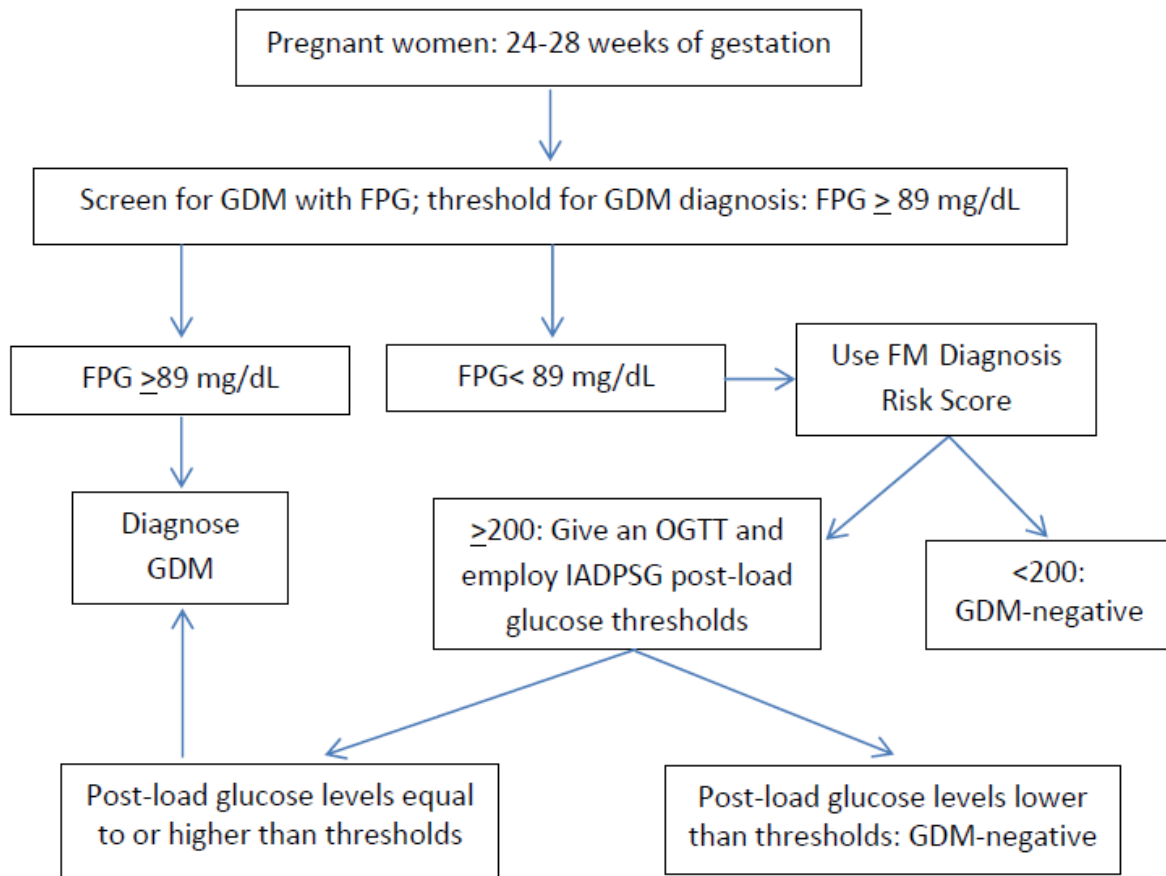 Pregnant women: 24-28 weeks of gestation
Screen for GDM with FPG; threshold for GDM diagnosis: FPG ≥ 89 mg/dL
FPG ≥89 mg/dL
FPG< 89 mg/dL
Use FM Diagnosis
Risk Score
Diagnose
GDM
≥200: Give an OGTT and
employ IADPSG post-load
glucose thresholds
<200:
GDM-negative
Post-load glucose levels equal
to or higher than thresholds
Post-load glucose levels lower
than thresholds: GDM-negative